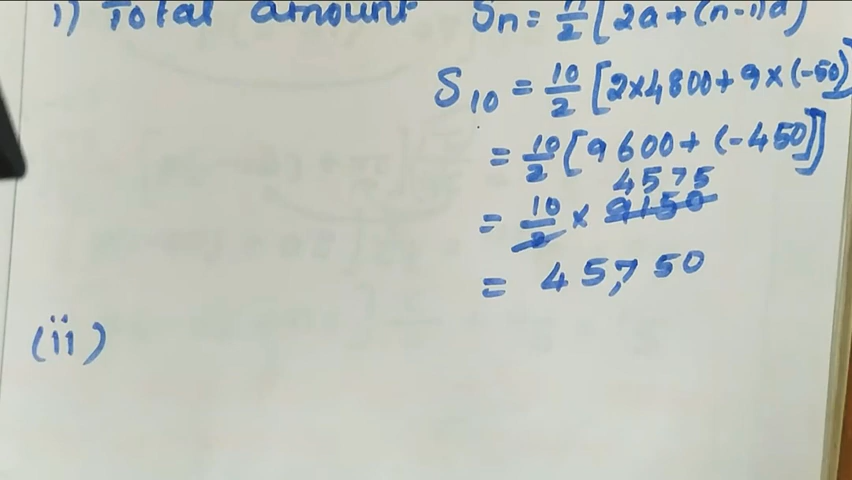 i) Total amount Sn = n/2 [2a + (n-1)d)
S10 = 10/2 [2×4800 + 9×(-50)]
= 10/2 [9600 + (-450)]
4575
= 10/2 × 9150
= 45,750
(ii)